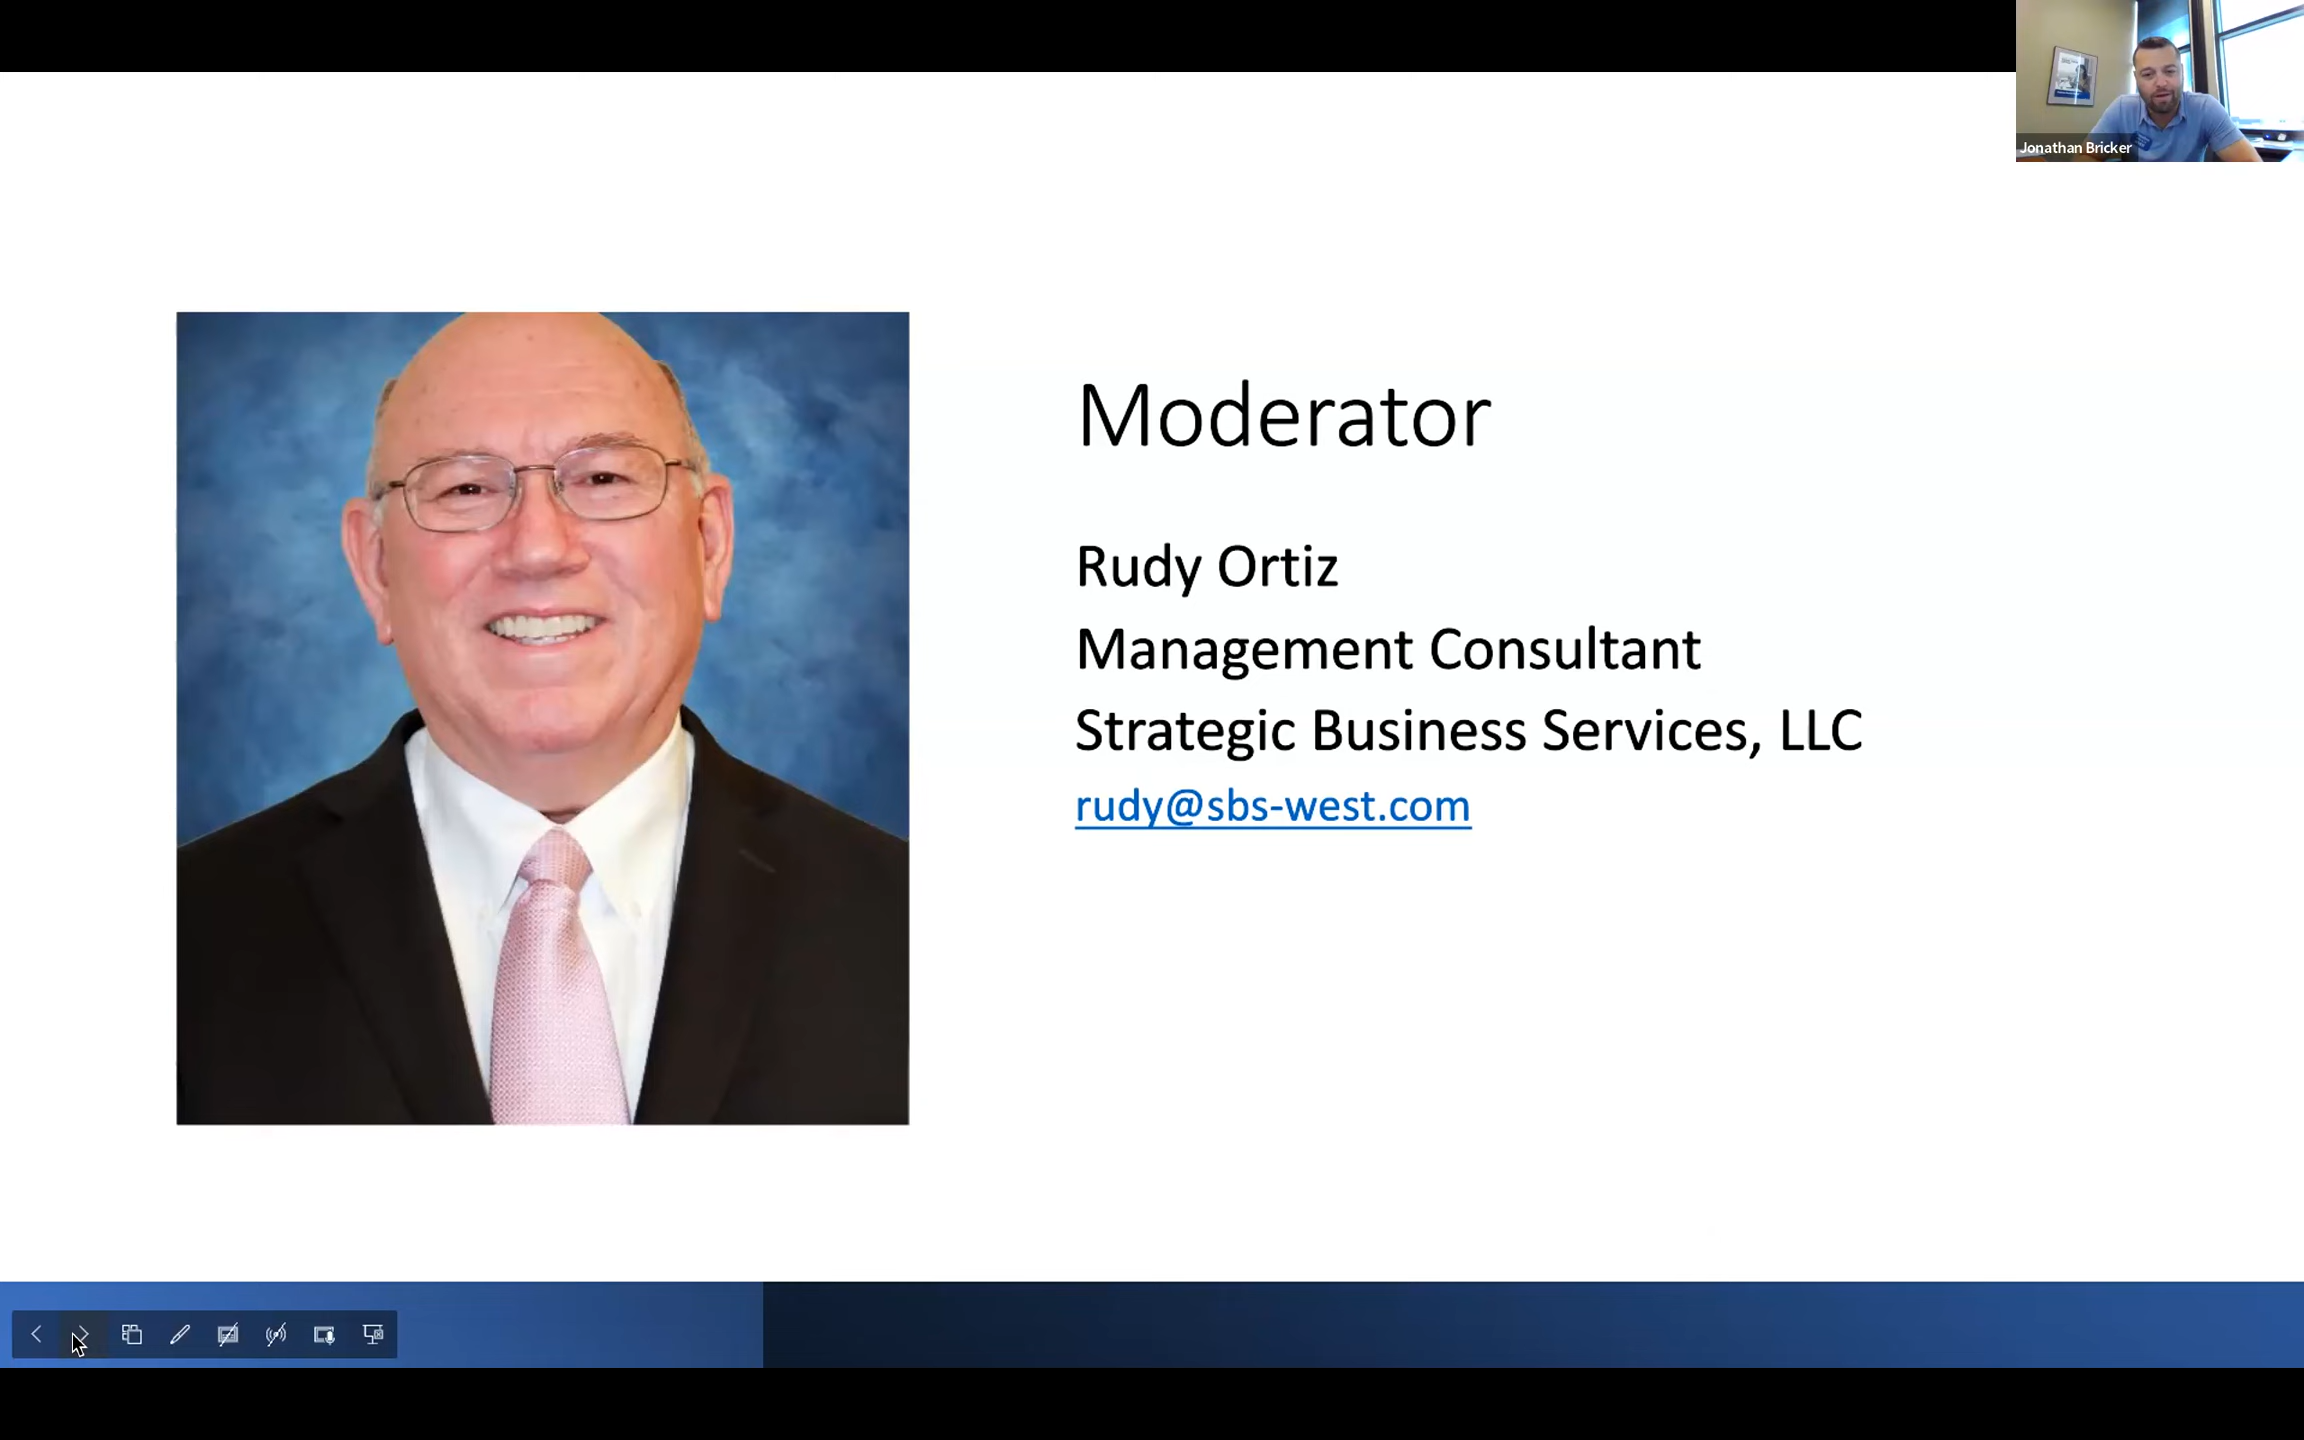 Jonathan Bricker
Moderator
Rudy Ortiz
Management Consultant
Strategic Business Services, LLC
rudy@sbs-west.com